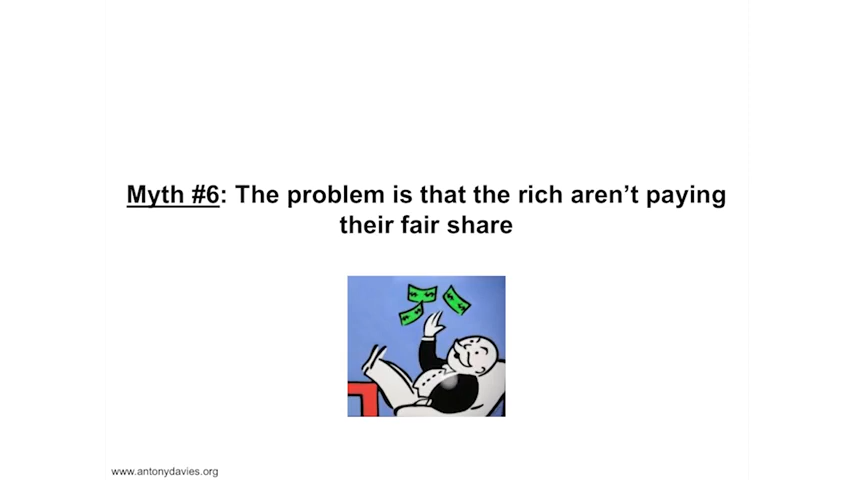 Myth #6: The problem is that the rich aren’t paying
their fair share
www.antonydavies.org